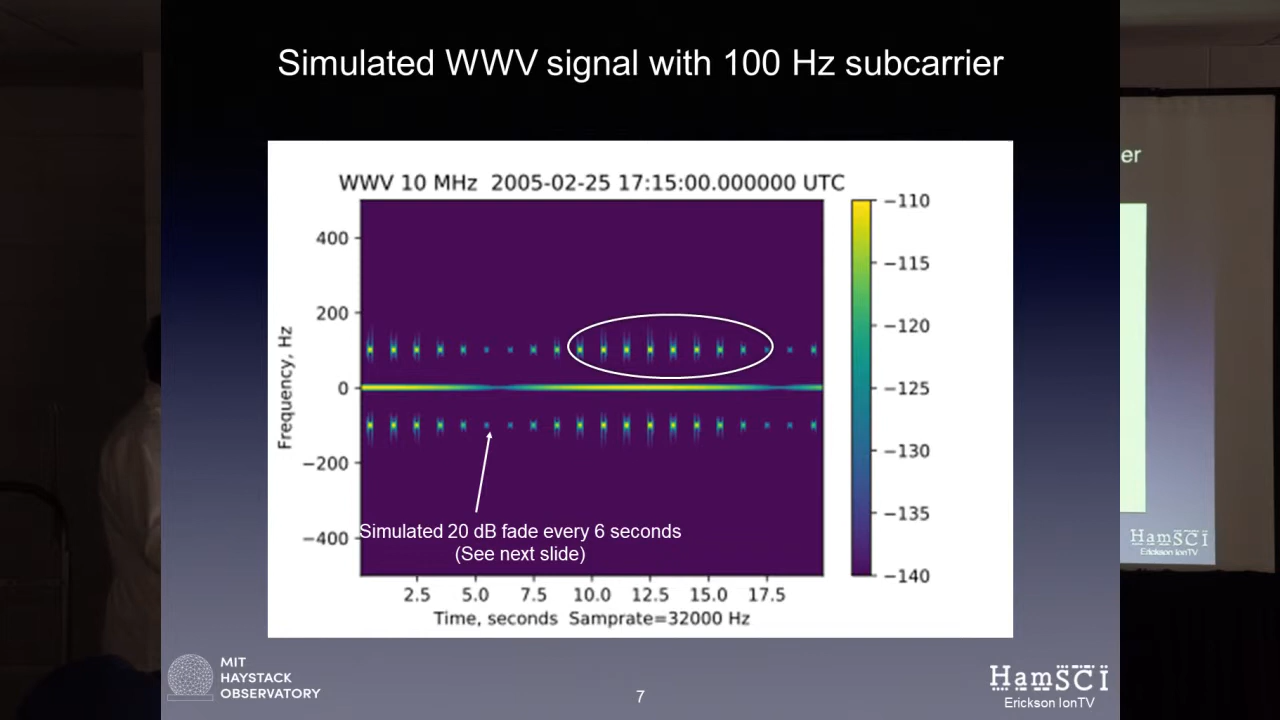 Simulated WWV signal with 100 Hz subcarrier
WWV 10 MHz 2005-02-25 17:15:00.000000 UTC
Frequency, Hz
400
200
0
−200
−400
2.5 5.0 7.5 10.0 12.5 15.0 17.5
Time, seconds Samprate=32000 Hz
−110
−115
−120
−125
−130
−135
−140
Simulated 20 dB fade every 6 seconds
(See next slide)
MIT
HAYSTACK
OBSERVATORY
7
HamSCI
Erickson IonTV
er
HamSCI
Erickson IonTV